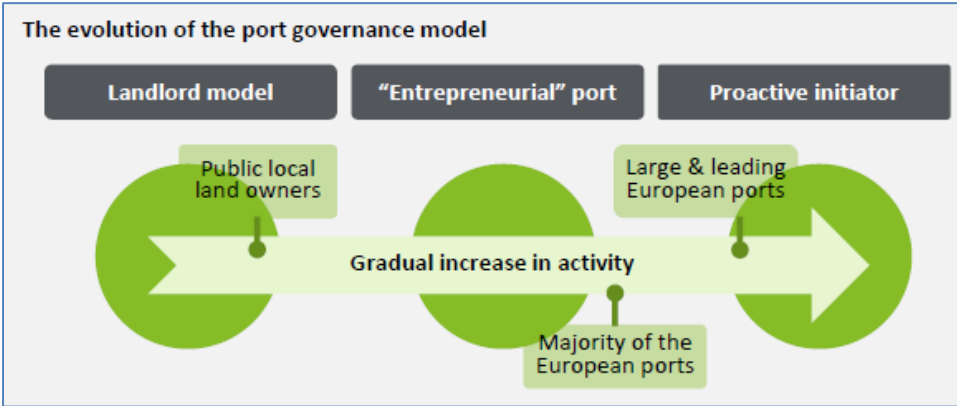 The evolution of the port governance model
Landlord model
“Entrepreneurial” port
Proactive initiator
Public local
land owners
Large & leading
European ports
Gradual increase in activity
Majority of the
European ports